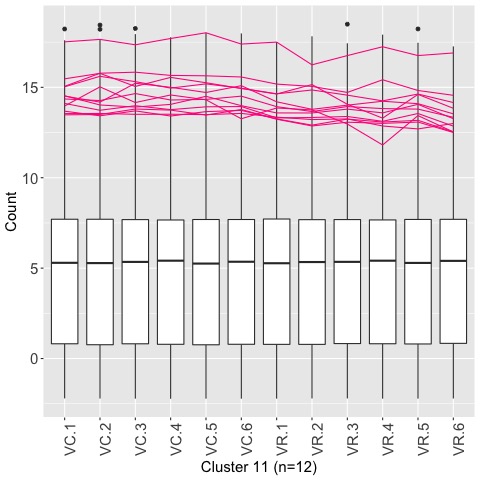 15
10
5
0
Count
VC.1
VC.2
VC.3
VC.4
VC.5
VC.6
VR.1
VR.2
VR.3
VR.4
VR.5
VR.6
Cluster 11 (n=12)